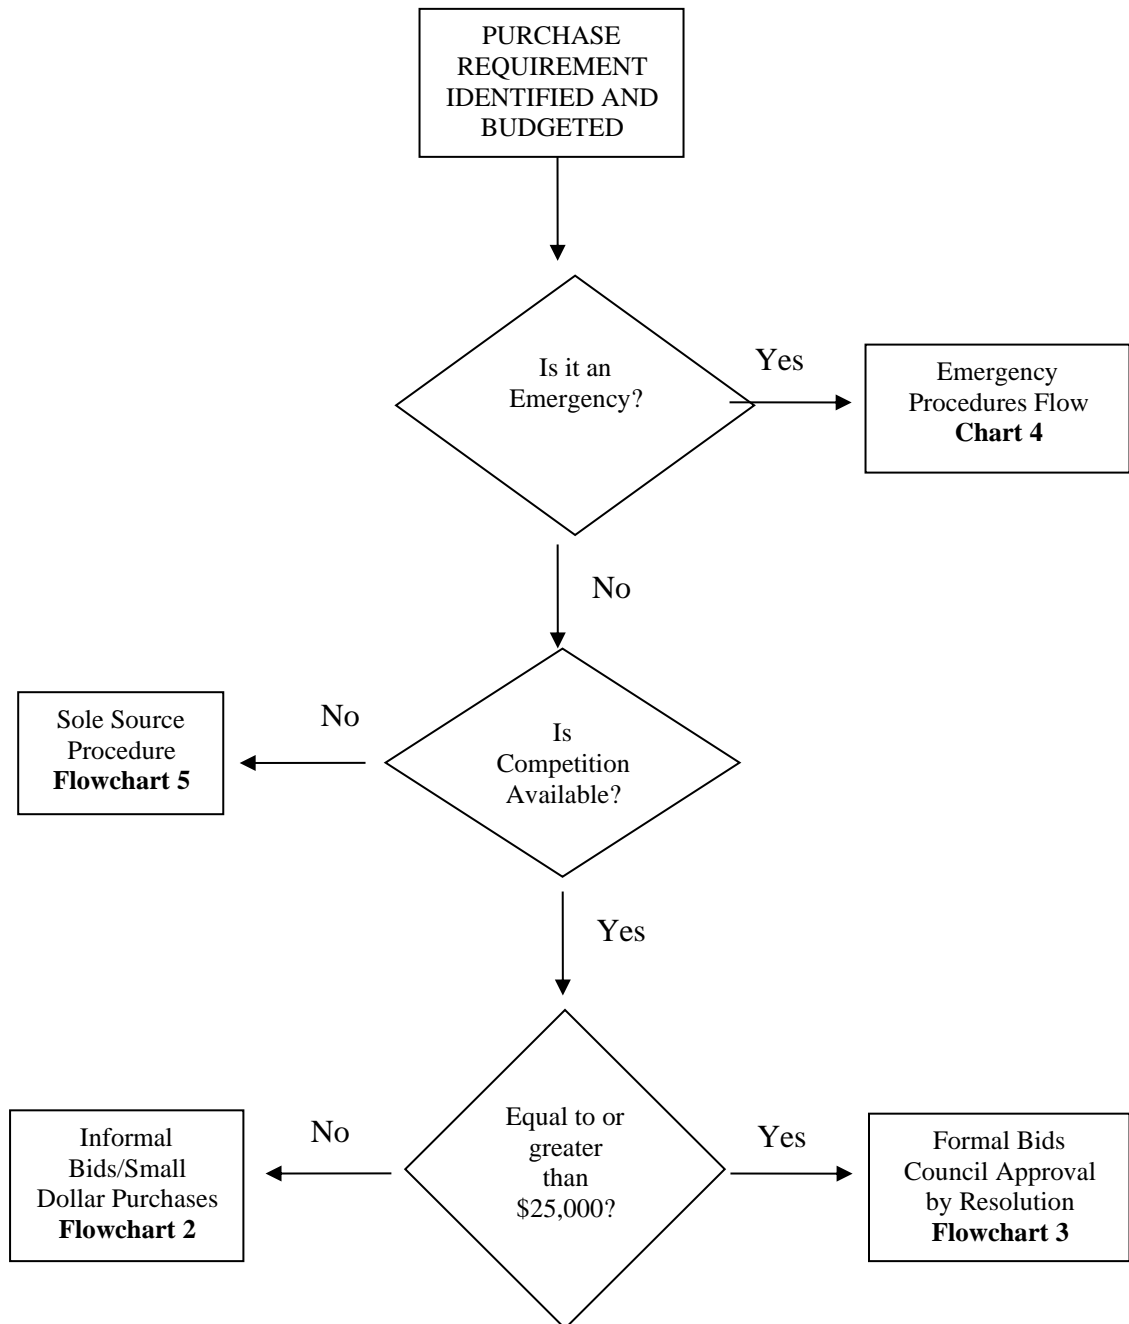 PURCHASE
REQUIREMENT
IDENTIFIED AND
BUDGETED
Is it an
Emergency?
Yes
Emergency
Procedures Flow
Chart 4
No
Sole Source
Procedure
Flowchart 5
No
Is
Competition
Available?
Yes
Informal
Bids/Small
Dollar Purchases
Flowchart 2
No
Equal to or
greater
than
$25,000?
Yes
Formal Bids
Council Approval
by Resolution
Flowchart 3